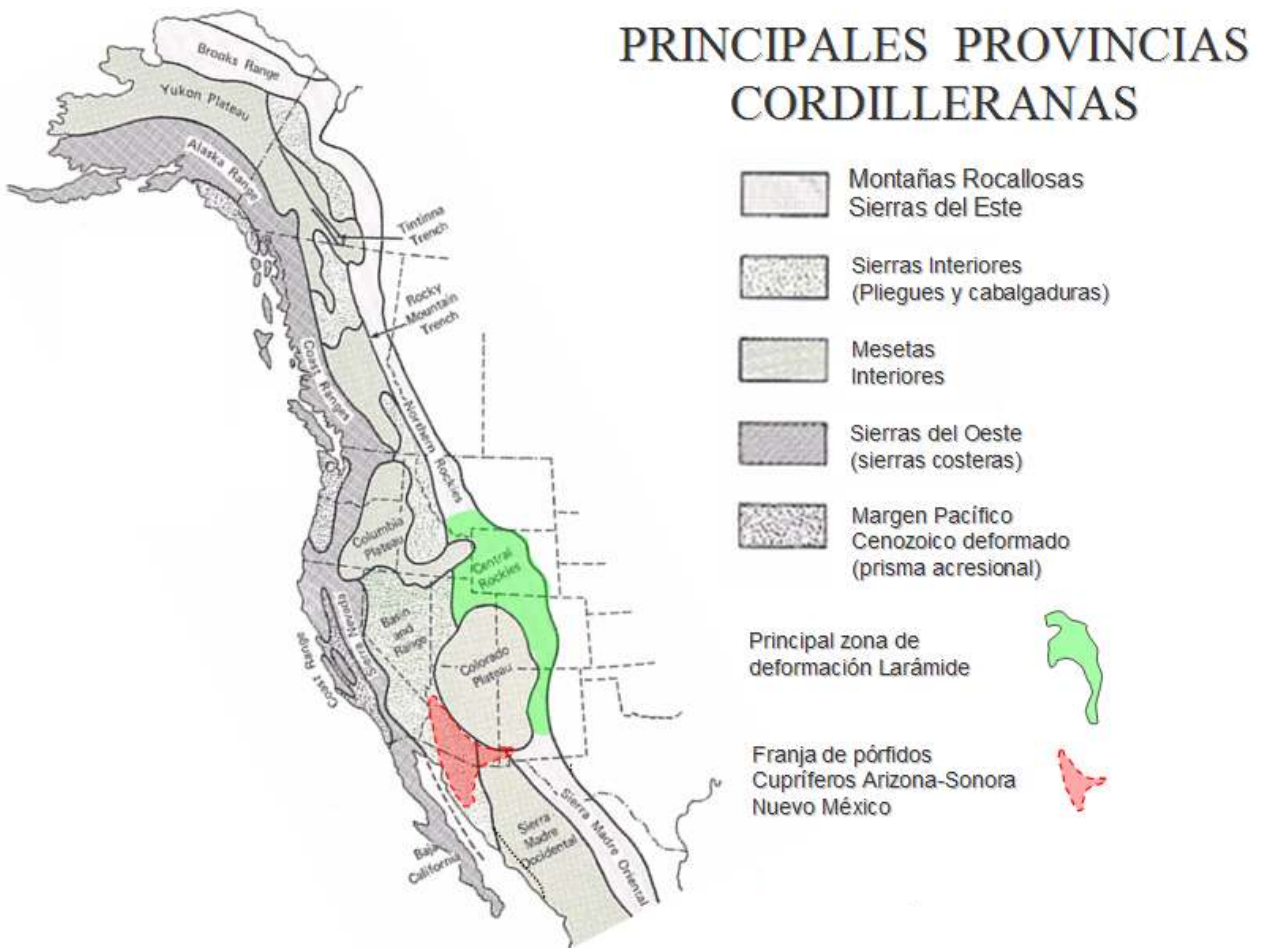 PRINCIPALES PROVINCIAS
CORDILLERANAS
Montañas Rocallosas
Sierras del Este
Sierras Interiores
(Pliegues y cabalgaduras)
Mesetas
Interiores
Sierras del Oeste
(sierras costeras)
Margen Pacífico
Cenozoico deformado
(prisma acresional)
Principal zona de
deformación Larámide
Franja de pórfidos
Cupríferos Arizona-Sonora
Nuevo México
Brooks Range
Yukon Plateau
Alaska Range
Tintinna
Trench
Rocky
Mountain
Trench
Coast Ranges
Northern Rockies
Columbia
Plateau
Central
Rockies
Basin
and
Range
Sierra Nevada
Coast Range
Colorado
Plateau
Sierra
Madre
Occidental
Sierra Madre Oriental
Baja
California